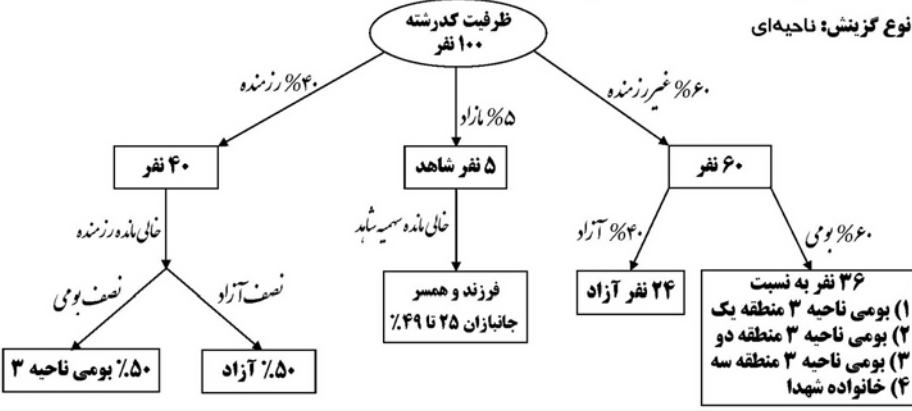 نوع گزینش: ناحیه‌ای
ظرفیت کدرشته
۱۰۰ نفر
۶۰% غیررزمنده
۵% مازاد
۴۰% رزمنده
۶۰ نفر
۵ نفر شاهد
۴۰ نفر
۶۰% بومی
۴۰% آزاد
خالی مانده سهمیه شاهد
خالی مانده رزمنده
نصف آزاد
نصف بومی
۳۶ نفر به نسبت
۱) بومی ناحیه ۳ منطقه یک
۲) بومی ناحیه ۳ منطقه دو
۳) بومی ناحیه ۳ منطقه سه
۴) خانواده شهدا
۲۴ نفر آزاد
فرزند و همسر
جانبازان ۲۵ تا ۴۹٪
۵۰٪ آزاد
۵۰٪ بومی ناحیه ۳